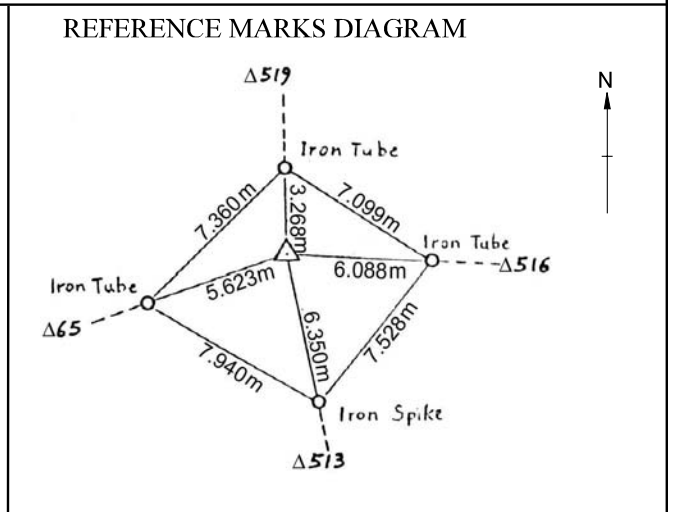 REFERENCE MARKS DIAGRAM
Δ519
N
Iron Tube
7.360m
3.268m
7.099m
Iron Tube
6.088m
Δ516
Iron Tube
5.623m
Δ65
6.350m
7.528m
7.940m
Iron Spike
Δ513